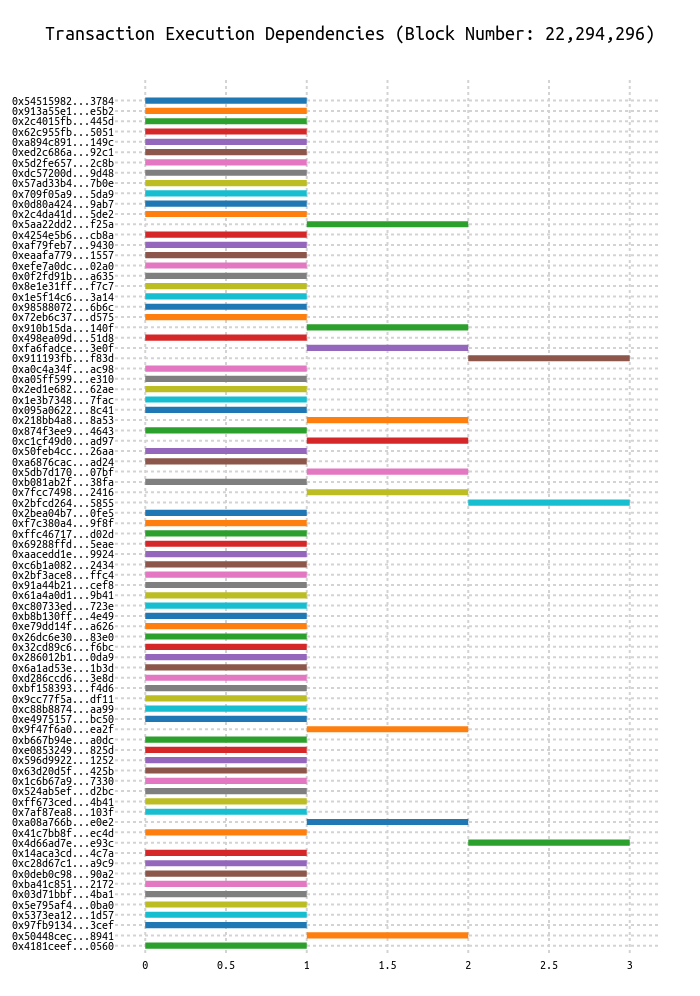 Transaction Execution Dependencies (Block Number: 22,294,296)
0x54515982...3784
0x913a55e1...e5b2
0x2c4015fb...445d
0x62c955fb...5051
0xa894c891...149c
0xed2c686a...92c1
0x5d2fe657...2c8b
0xdc57200d...9d48
0x57ad33b4...7b0e
0x709f05a9...5da9
0x0d80a424...9ab7
0x2c4da41d...5de2
0x5aa22dd2...f25a
0x4254e5b6...cb8a
0xaf79feb7...9430
0xeaafa779...1557
0xefe7a0dc...02a0
0x0f2fd91b...a635
0x8e1e31ff...f7c7
0x1e5f14c6...3a14
0x98588072...6b6c
0x72eb6c37...d575
0x910b15da...140f
0x498ea09d...51d8
0xfa6fadce...3e0f
0x911193fb...f83d
0xa0c4a34f...ac98
0xa05ff599...e310
0x2ed1e682...62ae
0x1e3b7348...7fac
0x095a0622...8c41
0x218bb4a8...8a53
0x874f3ee9...4643
0xc1cf49d0...ad97
0x50feb4cc...26aa
0xa6876cac...ad24
0x5db7d170...07bf
0xb081ab2f...38fa
0x7fcc7498...2416
0x2bfcd264...5855
0x2bea04b7...0fe5
0xf7c380a4...9f8f
0xffc46717...d02d
0x69288ffd...5eae
0xaacedd1e...9924
0xc6b1a082...2434
0x2bf3ace8...ffc4
0x91a44b21...cef8
0x61a4a0d1...9b41
0xc80733ed...723e
0xb8b130ff...4e49
0xe79dd14f...a626
0x26dc6e30...83e0
0x32cd89c6...f6bc
0x286012b1...0da9
0x6a1ad53e...1b3d
0xd286ccd6...3e8d
0xbf158393...f4d6
0x9cc77f5a...df11
0xc88b8874...aa99
0xe4975157...bc50
0x9f47f6a0...ea2f
0xb667b94e...a0dc
0xe0853249...825d
0x596d9922...1252
0x63d20d5f...425b
0x1c6b67a9...7330
0x524ab5ef...d2bc
0xff673ced...4b41
0x7af87ea8...103f
0xa08a766b...e0e2
0x41c7bb8f...ec4d
0x4d66ad7e...e93c
0x14aca3cd...4c7a
0xc28d67c1...a9c9
0x0deb0c98...90a2
0xba41c851...2172
0x03d71bbf...4ba1
0x5e795af4...0ba0
0x5373ea12...1d57
0x97fb9134...3cef
0x50448cec...8941
0x4181ceef...0560
0 0.5 1 1.5 2 2.5 3